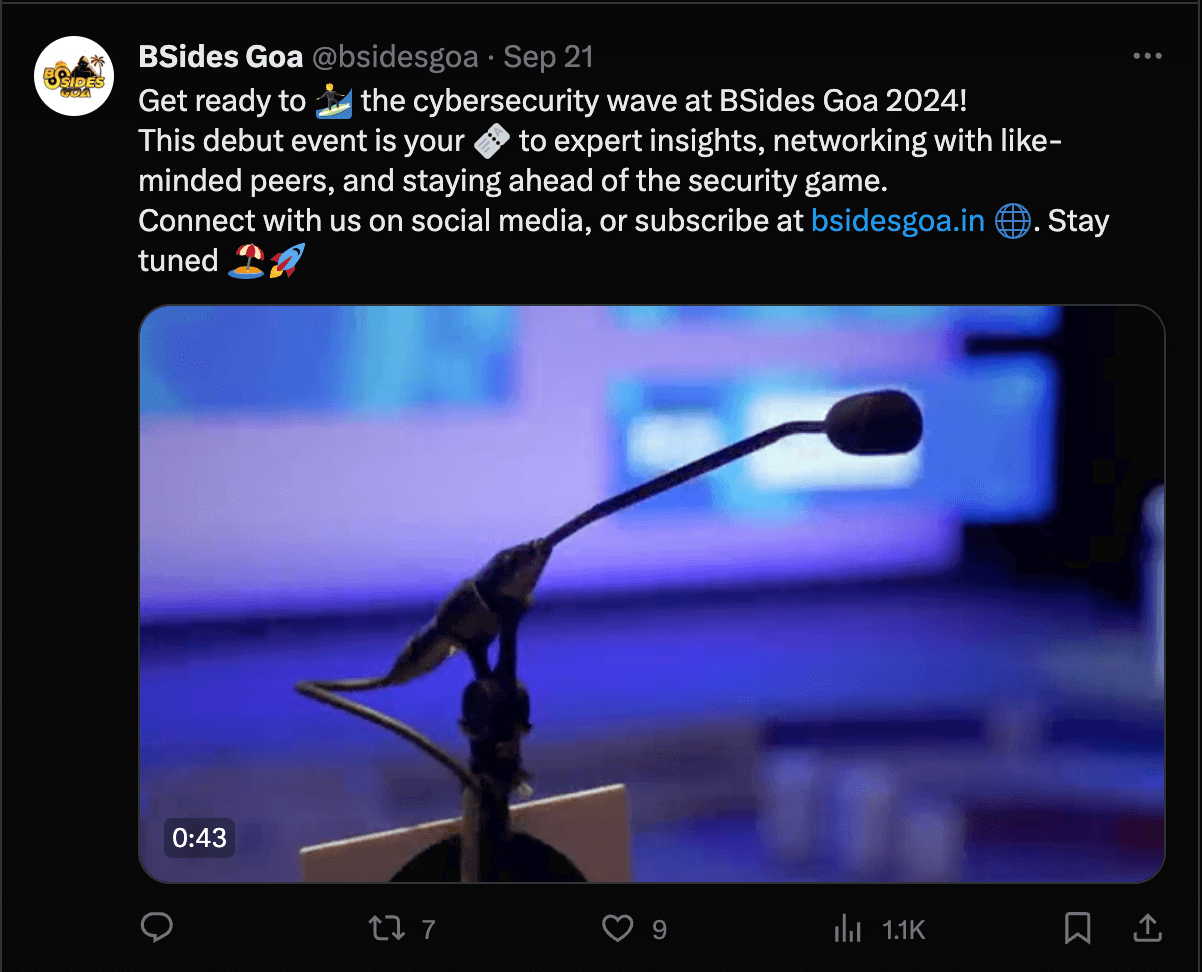 BSides Goa @bsidesgoa · Sep 21
Get ready to 🏄 the cybersecurity wave at BSides Goa 2024!
This debut event is your 🎫 to expert insights, networking with like-
minded peers, and staying ahead of the security game.
Connect with us on social media, or subscribe at bsidesgoa.in 🌐. Stay
tuned 🏖️🚀
BSIDES
GOA
0:43
7
9
1.1K